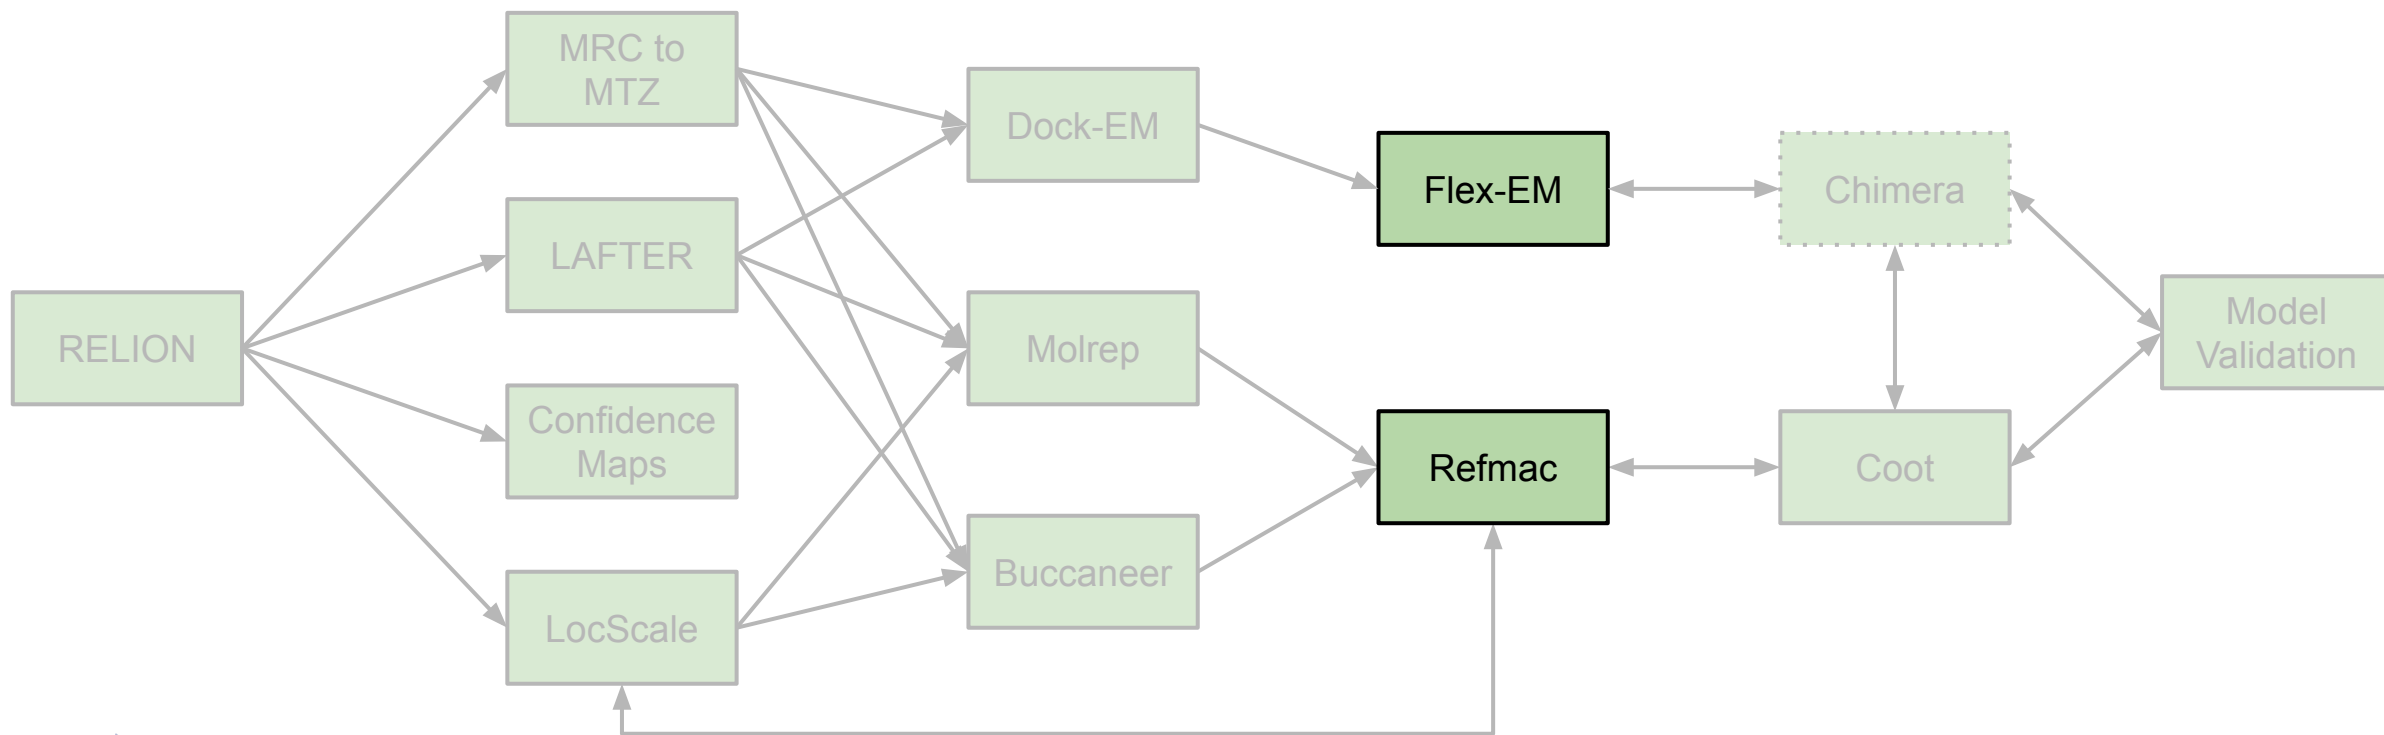 MRC to
MTZ
Dock-EM
Flex-EM
Chimera
LAFTER
RELION
Molrep
Model
Validation
Confidence
Maps
Refmac
Coot
Buccaneer
LocScale